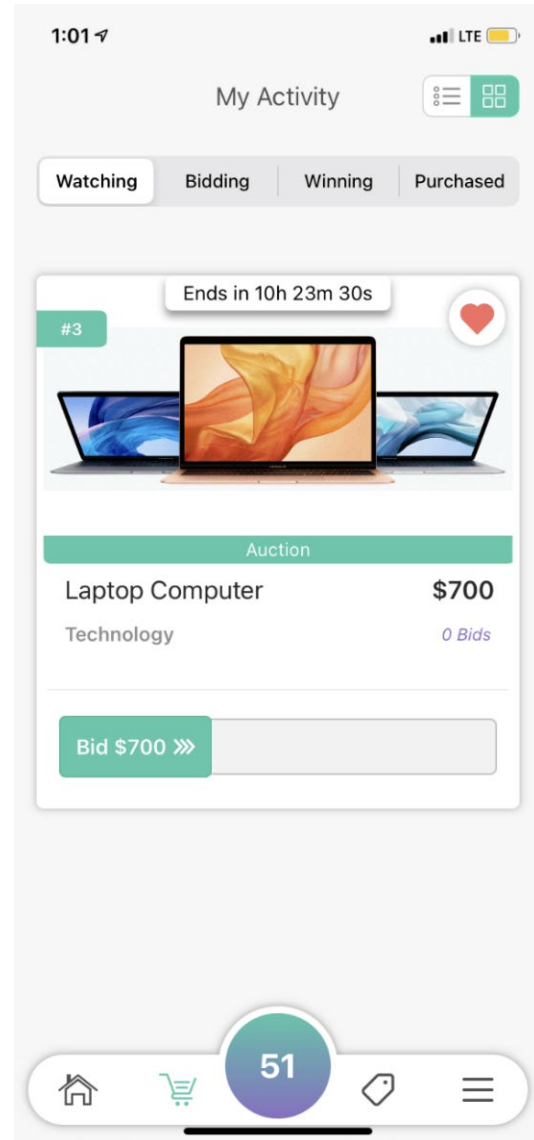 1:01
LTE
My Activity
Watching Bidding Winning Purchased
Ends in 10h 23m 30s
#3
Auction
Laptop Computer $700
Technology 0 Bids
Bid $700
51